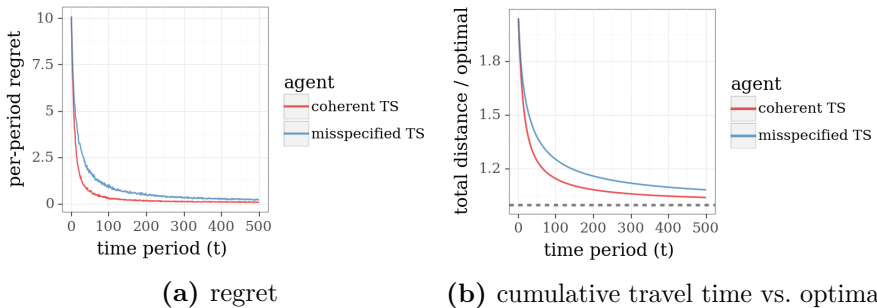 per-period regret
10
7.5
5
2.5
0
0 100 200 300 400 500
time period (t)
agent
coherent TS
misspecified TS
(a) regret
total distance / optimal
1.8
1.5
1.2
0 100 200 300 400 500
time period (t)
agent
coherent TS
misspecified TS
(b) cumulative travel time vs. optima